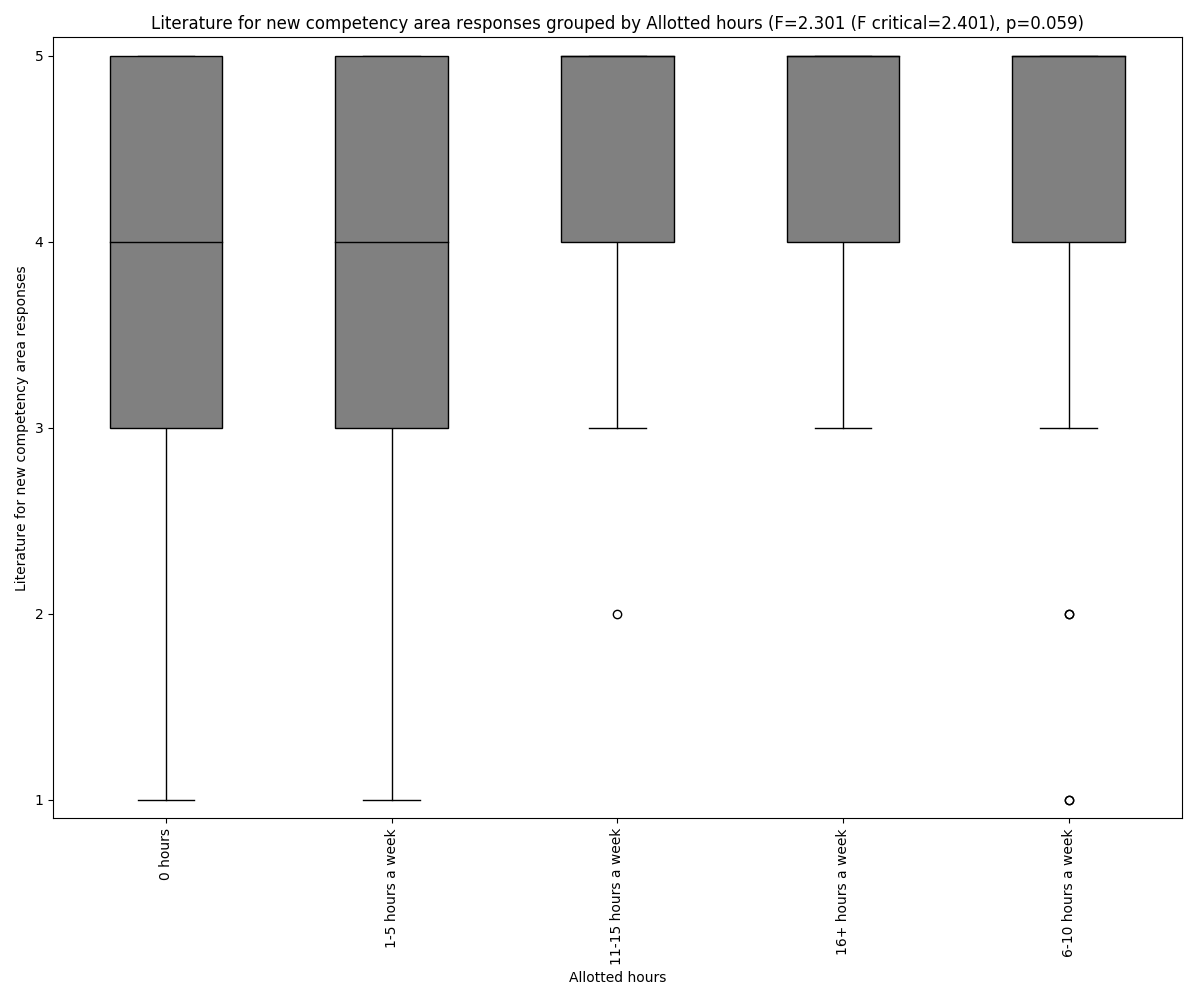 Literature for new competency area responses grouped by Allotted hours (F=2.301 (F critical=2.401), p=0.059)
Literature for new competency area responses
5
4
3
2
1
0 hours
1-5 hours a week
11-15 hours a week
16+ hours a week
6-10 hours a week
Allotted hours